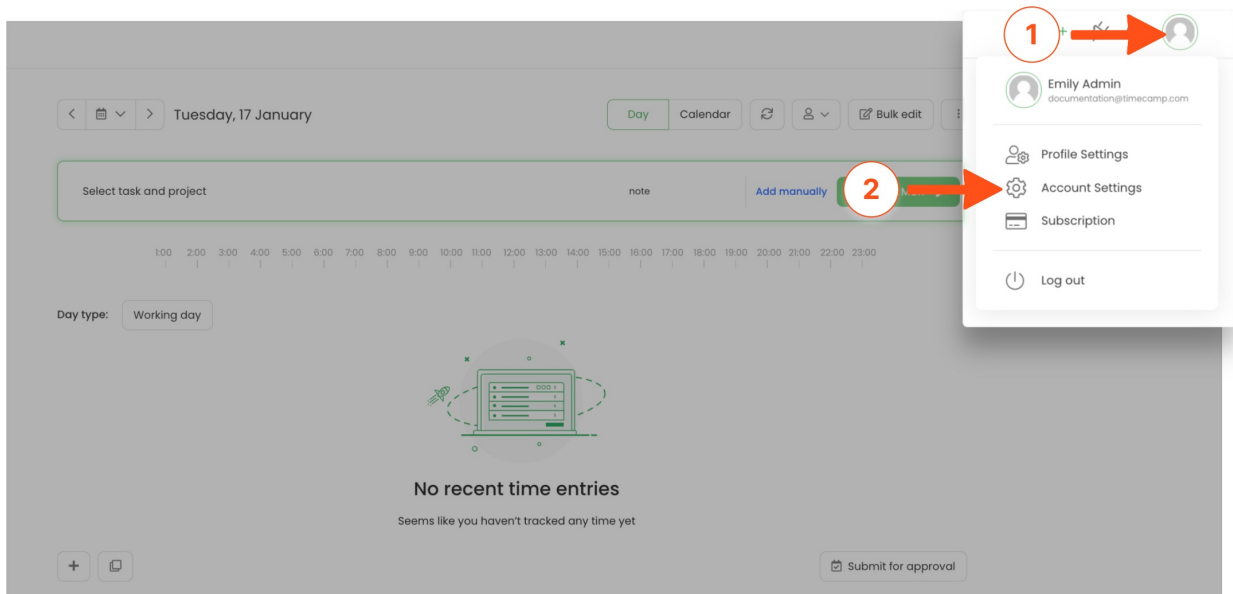 1
+
Emily Admin
documentation@timecamp.com
Tuesday, 17 January
Day
Calendar
Bulk edit
Profile Settings
Select task and project
note
Add manually
2
Account Settings
Subscription
1:00 2:00 3:00 4:00 5:00 6:00 7:00 8:00 9:00 10:00 11:00 12:00 13:00 14:00 15:00 16:00 17:00 18:00 19:00 20:00 21:00 22:00 23:00
Log out
Day type:
Working day
No recent time entries
Seems like you haven't tracked any time yet
+
Submit for approval